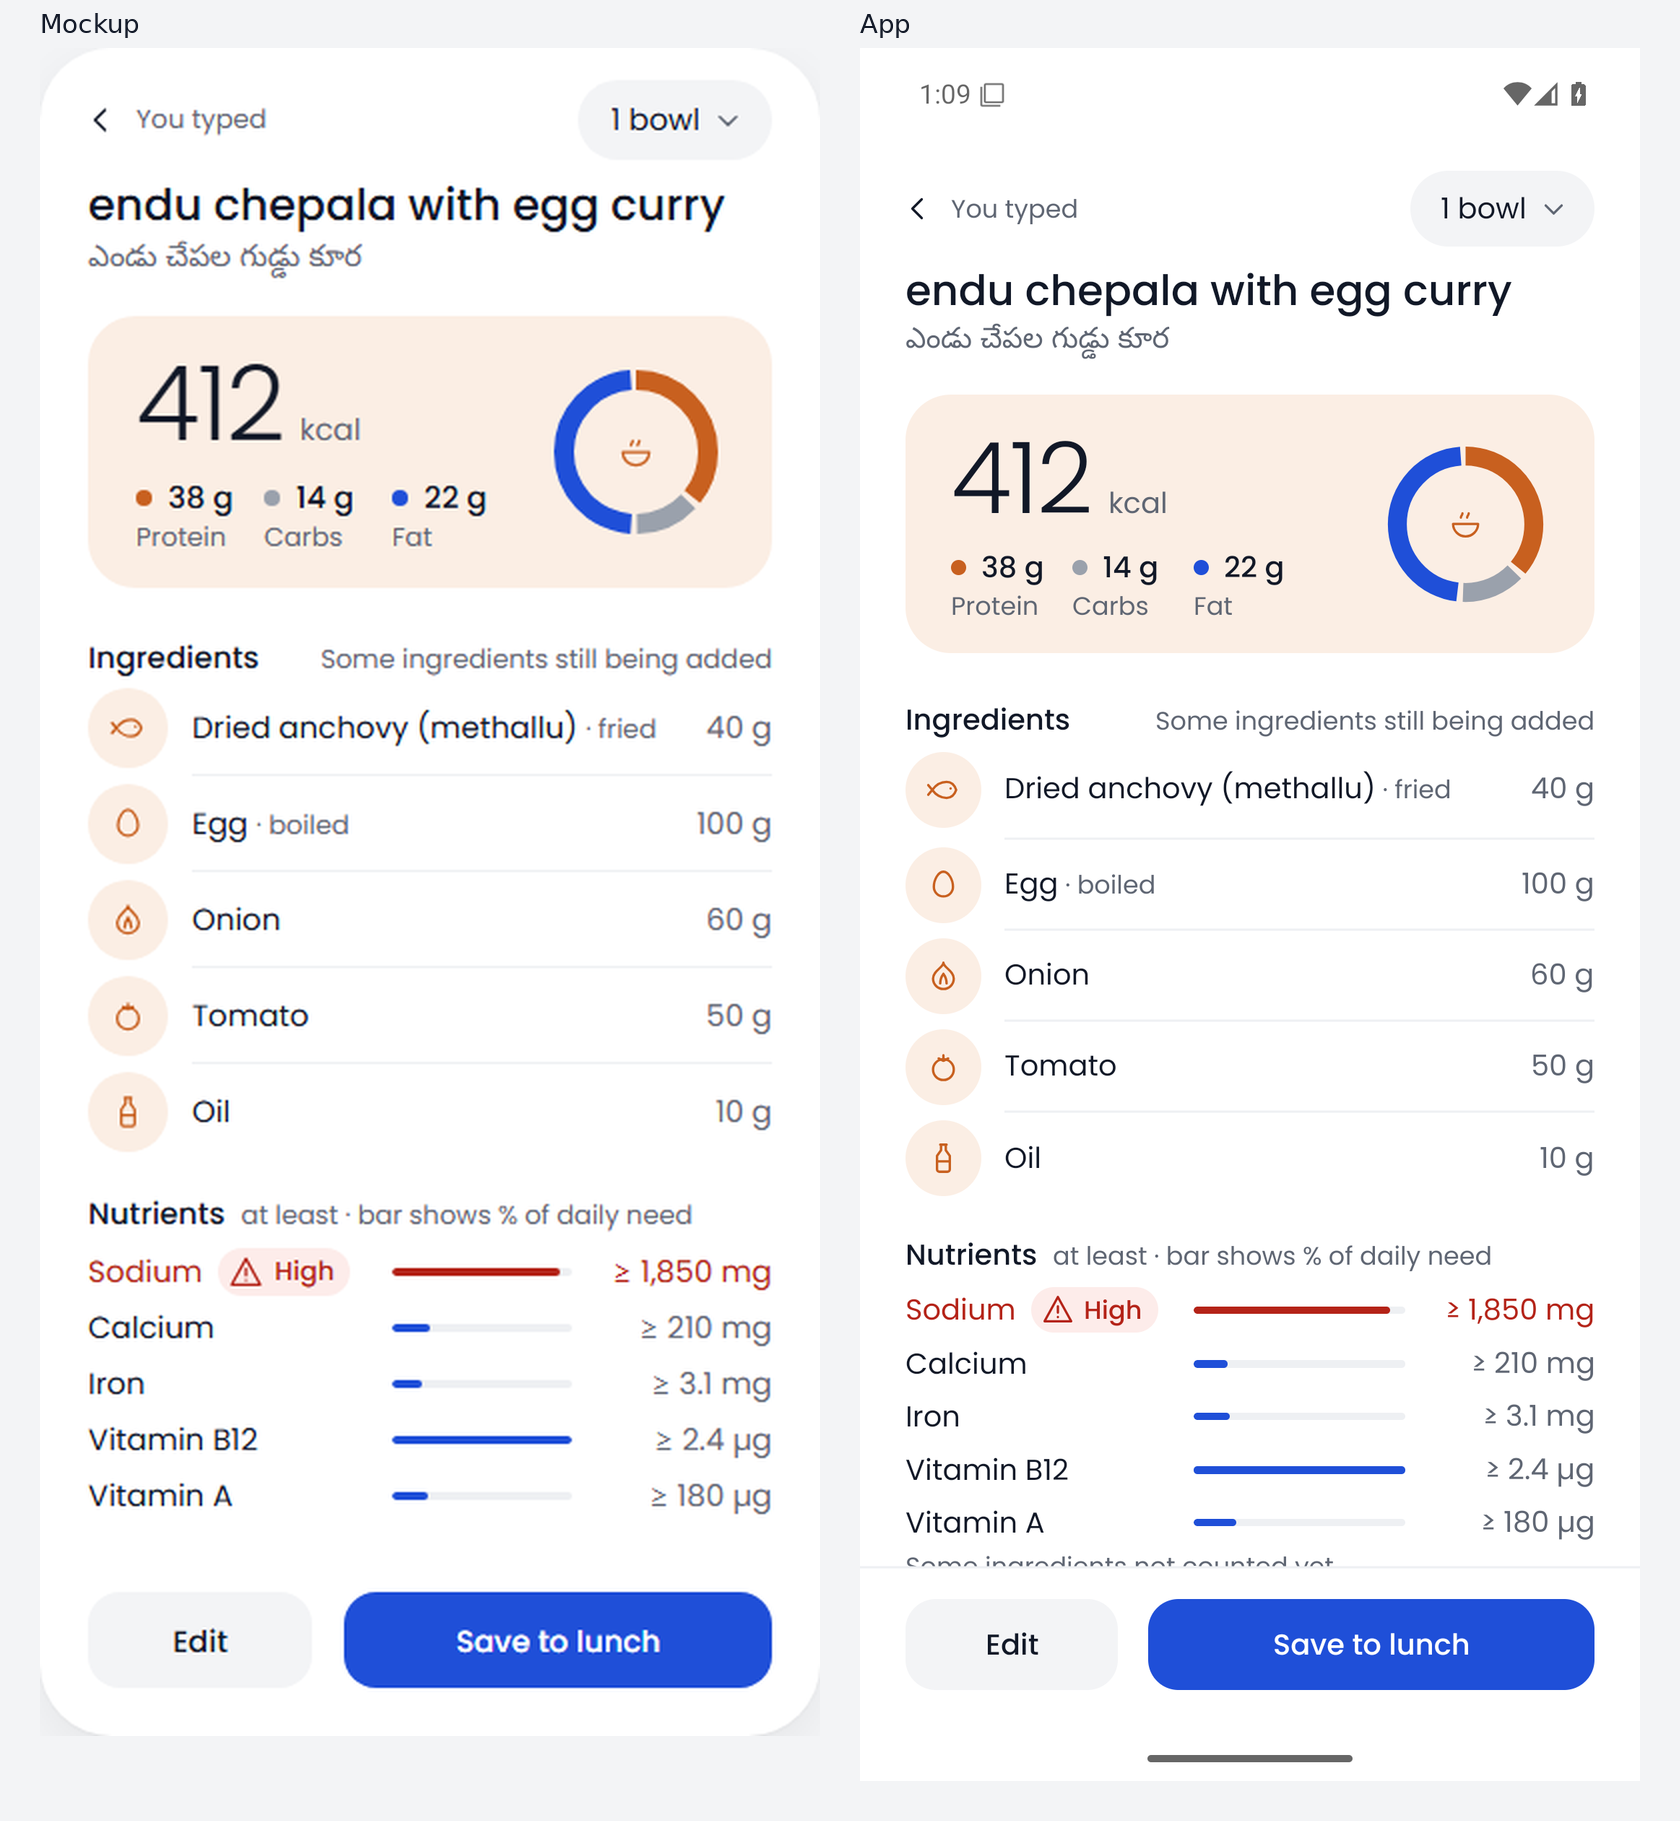 Mockup
You typed
1 bowl
endu chepala with egg curry
ఎండు చేపల గుడ్డు కూర
412 kcal
38 g 14 g 22 g
Protein Carbs Fat
Ingredients Some ingredients still being added
Dried anchovy (methallu) · fried 40 g
Egg · boiled 100 g
Onion 60 g
Tomato 50 g
Oil 10 g
Nutrients at least · bar shows % of daily need
Sodium High ≥ 1,850 mg
Calcium ≥ 210 mg
Iron ≥ 3.1 mg
Vitamin B12 ≥ 2.4 µg
Vitamin A ≥ 180 µg
Edit Save to lunch
App
1:09
You typed
1 bowl
endu chepala with egg curry
ఎండు చేపల గుడ్డు కూర
412 kcal
38 g 14 g 22 g
Protein Carbs Fat
Ingredients Some ingredients still being added
Dried anchovy (methallu) · fried 40 g
Egg · boiled 100 g
Onion 60 g
Tomato 50 g
Oil 10 g
Nutrients at least · bar shows % of daily need
Sodium High ≥ 1,850 mg
Calcium ≥ 210 mg
Iron ≥ 3.1 mg
Vitamin B12 ≥ 2.4 µg
Vitamin A ≥ 180 µg
Some ingredients not counted yet
Edit Save to lunch